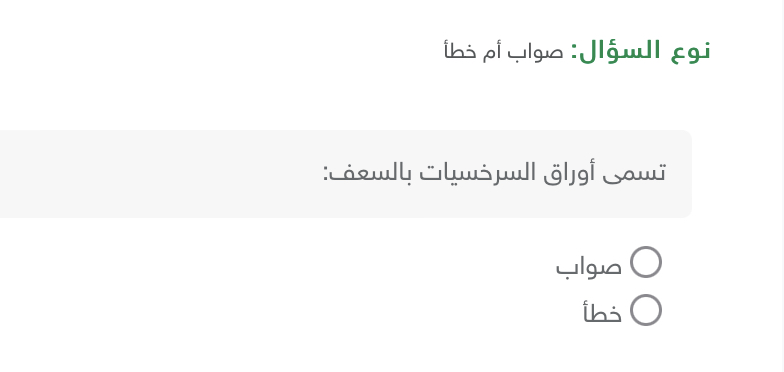 نوع السؤال: صواب أم خطأ
تسمى أوراق السرخسيات بالسعف:
صواب
خطأ